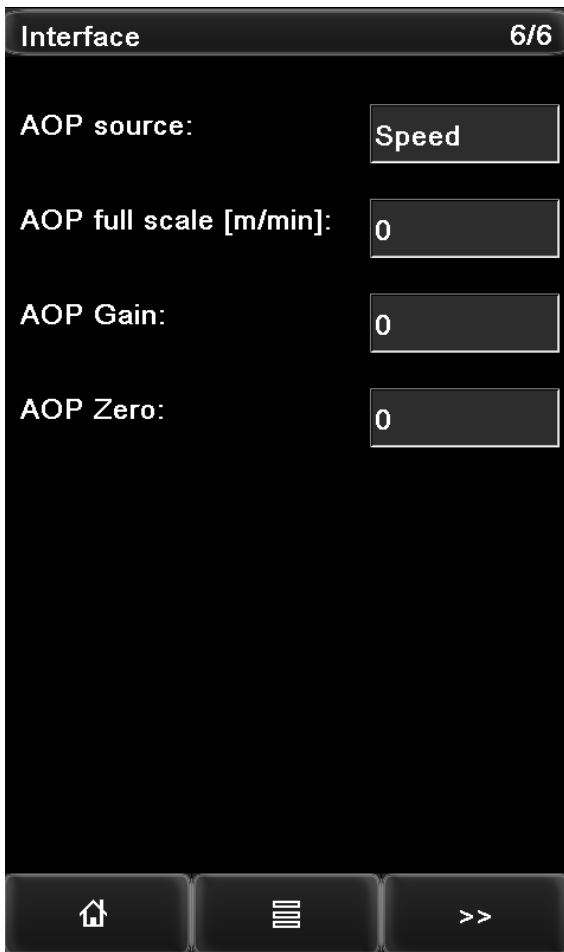 Interface 6/6
AOP source: Speed
AOP full scale [m/min]: 0
AOP Gain: 0
AOP Zero: 0
>>